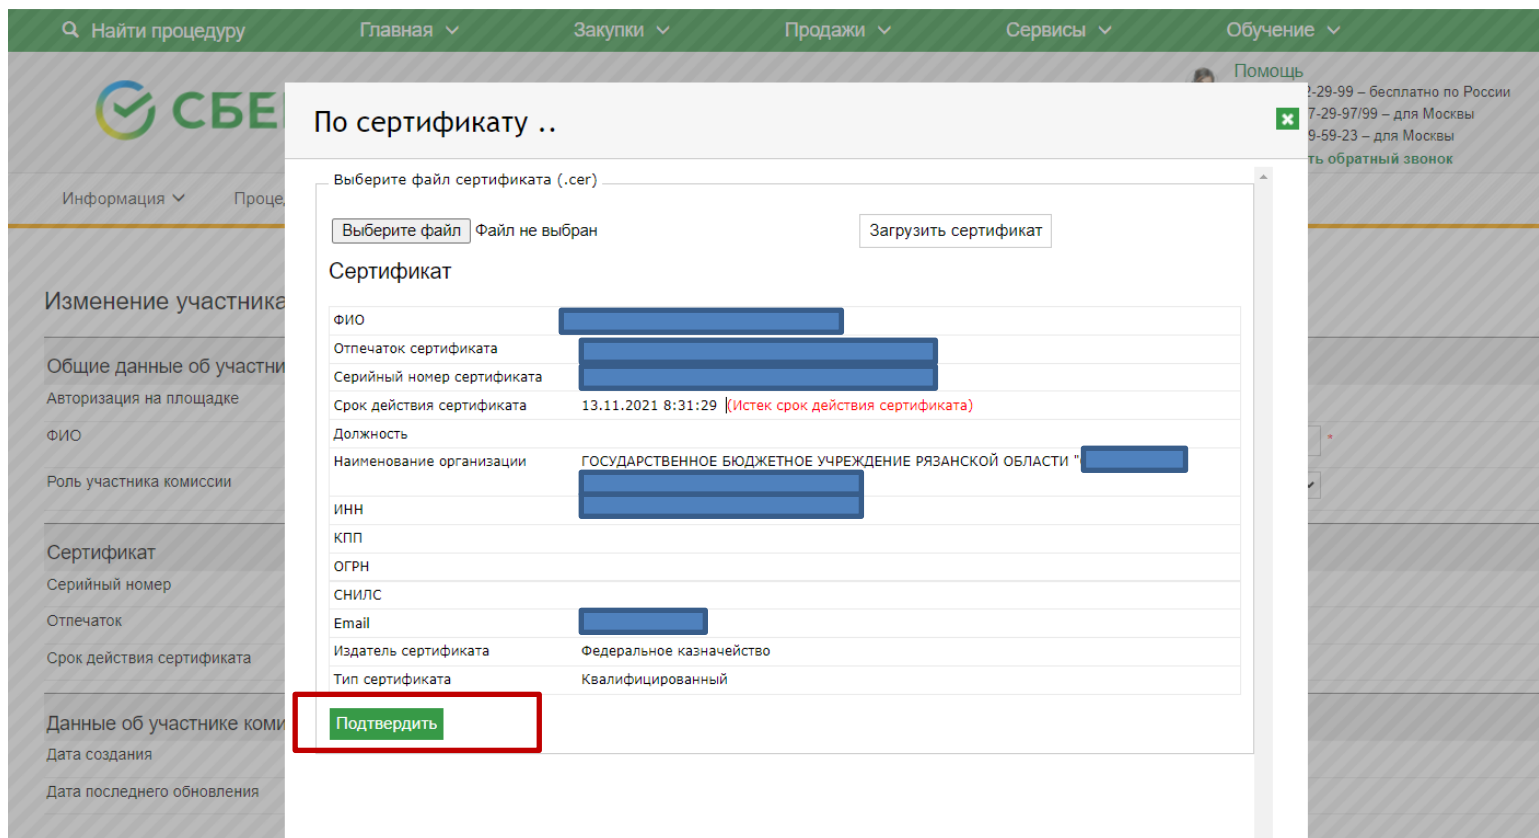 Найти процедуру Главная Закупки Продажи Сервисы Обучение
Помощь
2-29-99 – бесплатно по России
7-29-97/99 – для Москвы
9-59-23 – для Москвы
ть обратный звонок
СБЕ
Информация Проце
По сертификату ..
Выберите файл сертификата (.cer)
Выберите файл Файл не выбран Загрузить сертификат
Сертификат
ФИО
Отпечаток сертификата
Серийный номер сертификата
Срок действия сертификата 13.11.2021 8:31:29 (Истек срок действия сертификата)
Должность
Наименование организации ГОСУДАРСТВЕННОЕ БЮДЖЕТНОЕ УЧРЕЖДЕНИЕ РЯЗАНСКОЙ ОБЛАСТИ "
ИНН
КПП
ОГРН
СНИЛС
Email
Издатель сертификата Федеральное казначейство
Тип сертификата Квалифицированный
Подтвердить
Изменение участника
Общие данные об участни
Авторизация на площадке
ФИО *
Роль участника комиссии
Сертификат
Серийный номер
Отпечаток
Срок действия сертификата
Данные об участнике коми
Дата создания
Дата последнего обновления